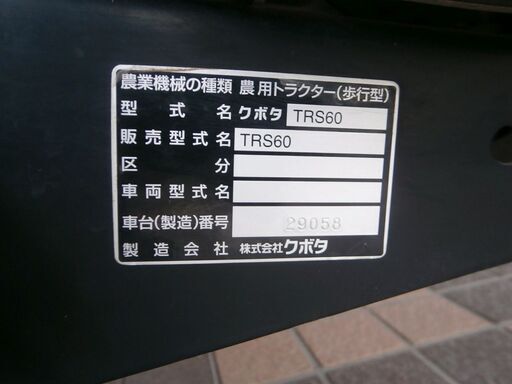 農業機械の種類 農用トラクター(歩行型)
型式名 クボタ TRS60
販売型式名 TRS60
区分
車両型式名
車台(製造)番号 29058
製造会社 株式会社クボタ